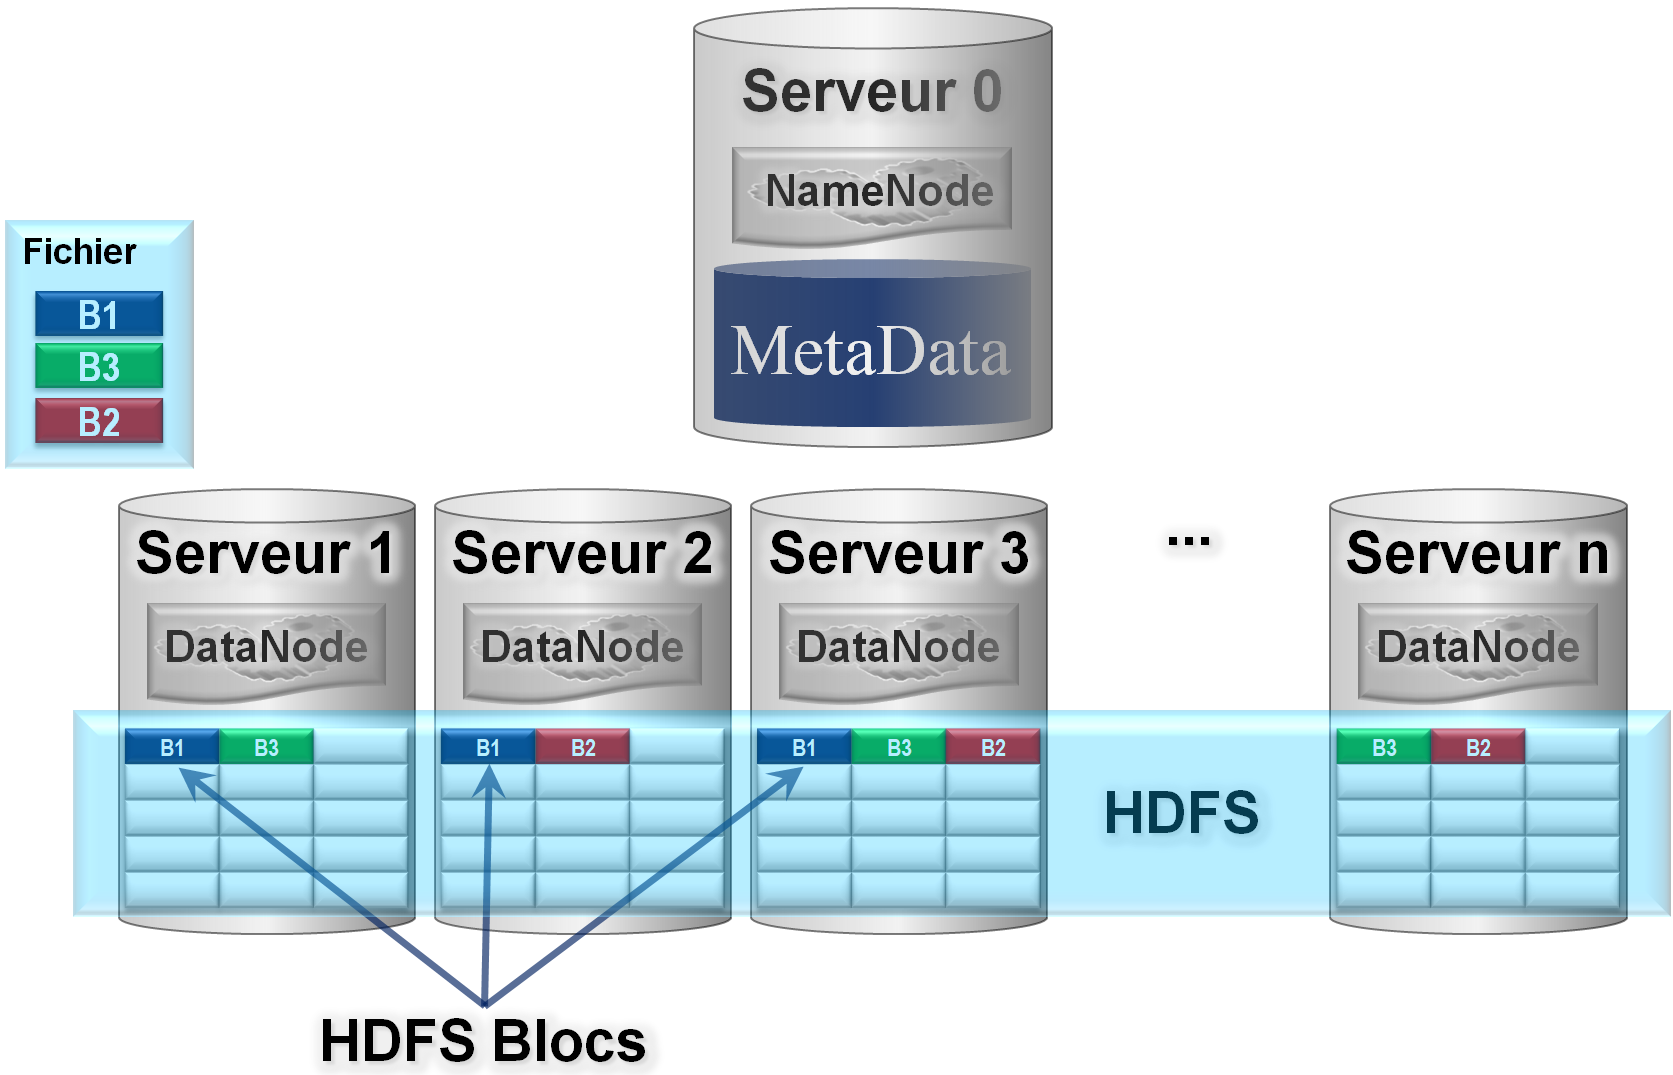 Serveur 0
NameNode
MetaData
Fichier
B1
B3
B2
Serveur 1
Serveur 2
Serveur 3
...
Serveur n
DataNode
DataNode
DataNode
DataNode
B1 B3
B1 B2
B1 B3 B2
B3 B2
HDFS
HDFS Blocs